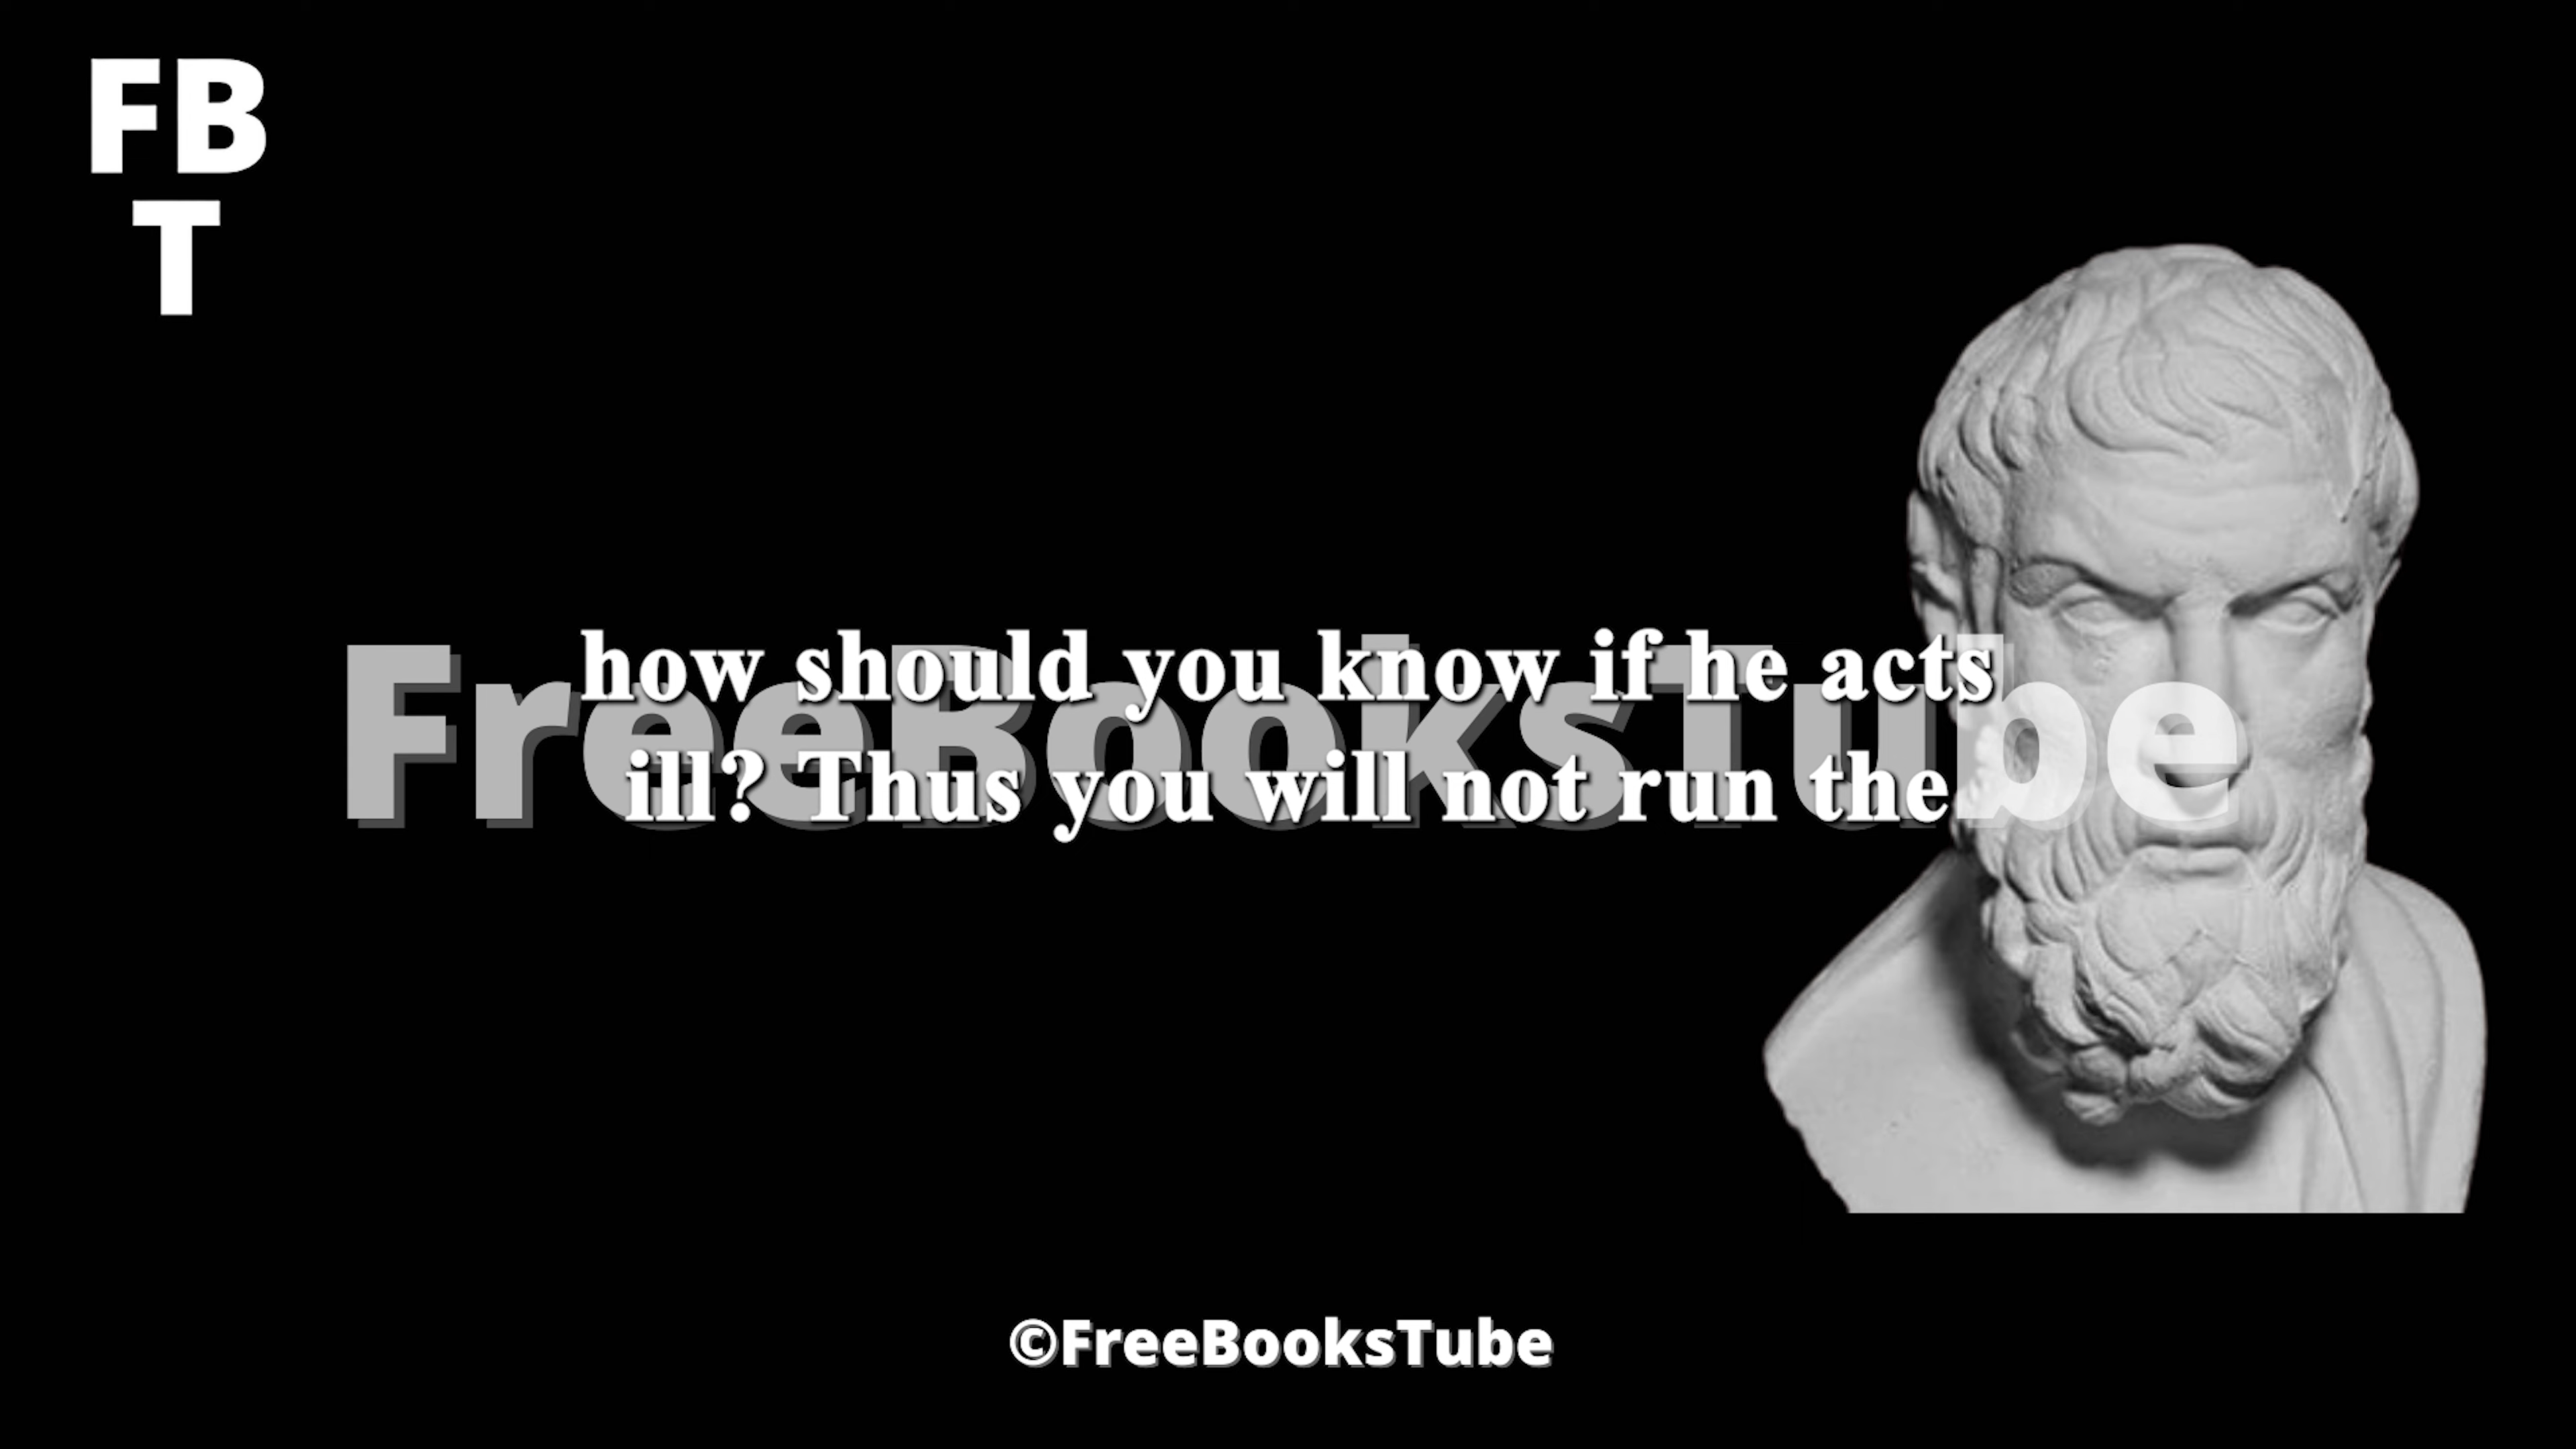 FB
T
how should you know if he acts
ill? Thus you will not run the
FreeBooksTube
©FreeBooksTube